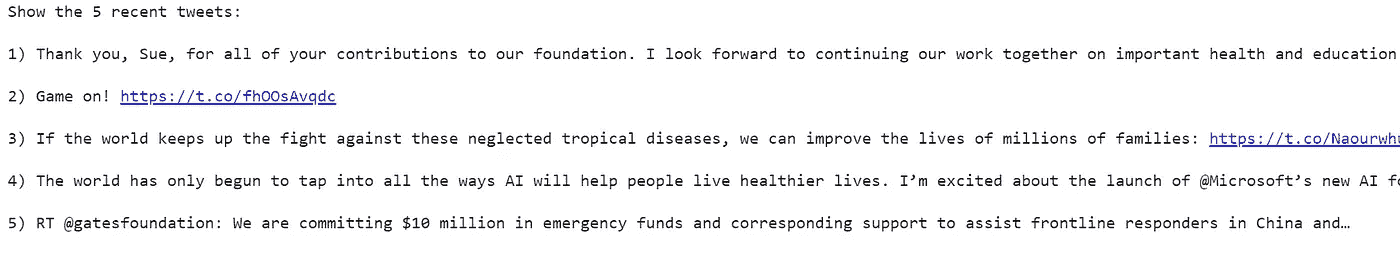 Show the 5 recent tweets:
1) Thank you, Sue, for all of your contributions to our foundation. I look forward to continuing our work together on important health and education
2) Game on! https://t.co/fhOOsAvqdc
3) If the world keeps up the fight against these neglected tropical diseases, we can improve the lives of millions of families: https://t.co/Naourwh
4) The world has only begun to tap into all the ways AI will help people live healthier lives. I’m excited about the launch of @Microsoft’s new AI
5) RT @gatesfoundation: We are committing $10 million in emergency funds and corresponding support to assist frontline responders in China and…